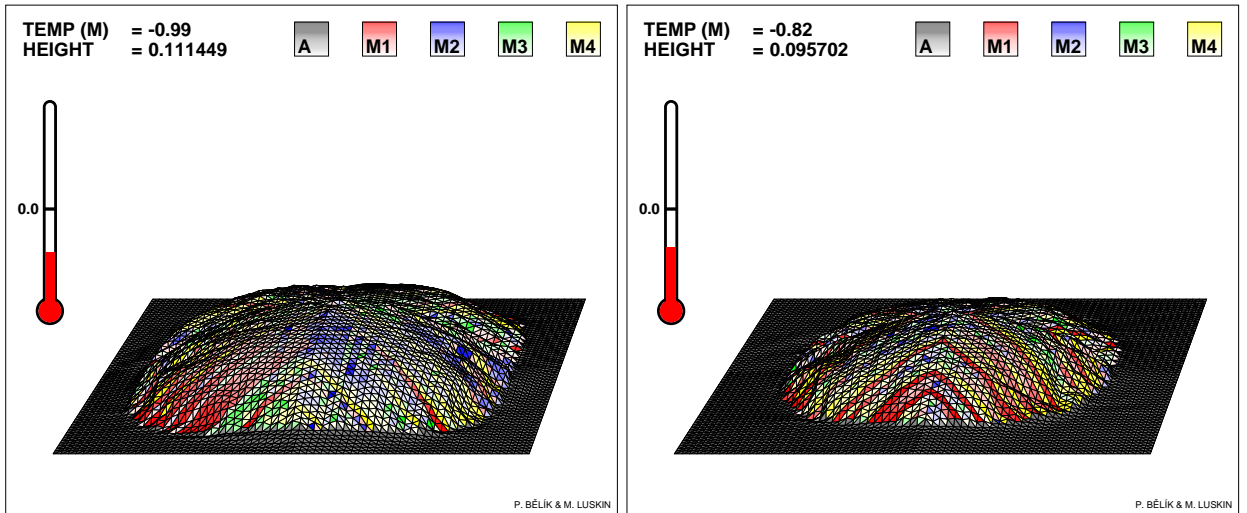 TEMP (M) = -0.99
HEIGHT = 0.111449
A M1 M2 M3 M4
0.0
P. BĚLÍK & M. LUSKIN
TEMP (M) = -0.82
HEIGHT = 0.095702
A M1 M2 M3 M4
0.0
P. BĚLÍK & M. LUSKIN